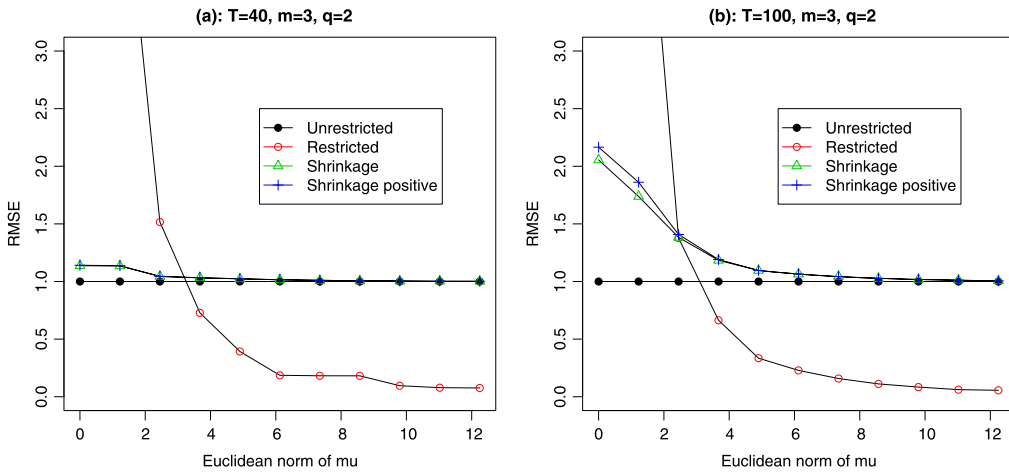 (a): T=40, m=3, q=2
RMSE
3.0
2.5
2.0
1.5
1.0
0.5
0.0
Unrestricted
Restricted
Shrinkage
Shrinkage positive
0 2 4 6 8 10 12
Euclidean norm of mu
(b): T=100, m=3, q=2
RMSE
3.0
2.5
2.0
1.5
1.0
0.5
0.0
Unrestricted
Restricted
Shrinkage
Shrinkage positive
0 2 4 6 8 10 12
Euclidean norm of mu